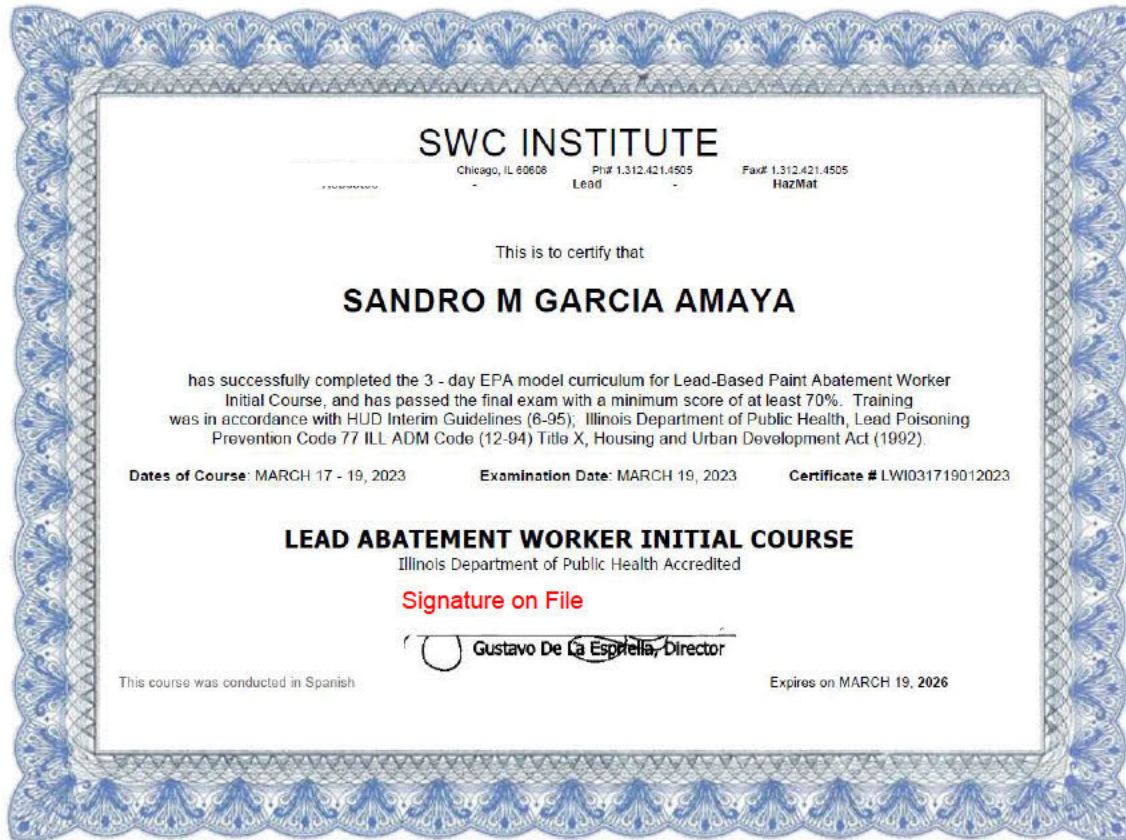 SWC INSTITUTE
Chicago, IL 60608 Ph# 1.312.421.4505 Fax# 1.312.421.4505
- Lead - HazMat
This is to certify that
SANDRO M GARCIA AMAYA
has successfully completed the 3 - day EPA model curriculum for Lead-Based Paint Abatement Worker
Initial Course, and has passed the final exam with a minimum score of at least 70%. Training
was in accordance with HUD Interim Guidelines (6-95); Illinois Department of Public Health, Lead Poisoning
Prevention Code 77 ILL ADM Code (12-94) Title X, Housing and Urban Development Act (1992).
Dates of Course: MARCH 17 - 19, 2023 Examination Date: MARCH 19, 2023 Certificate # LWI031719012023
LEAD ABATEMENT WORKER INITIAL COURSE
Illinois Department of Public Health Accredited
Signature on File
Gustavo De La Espriella, Director
This course was conducted in Spanish Expires on MARCH 19, 2026